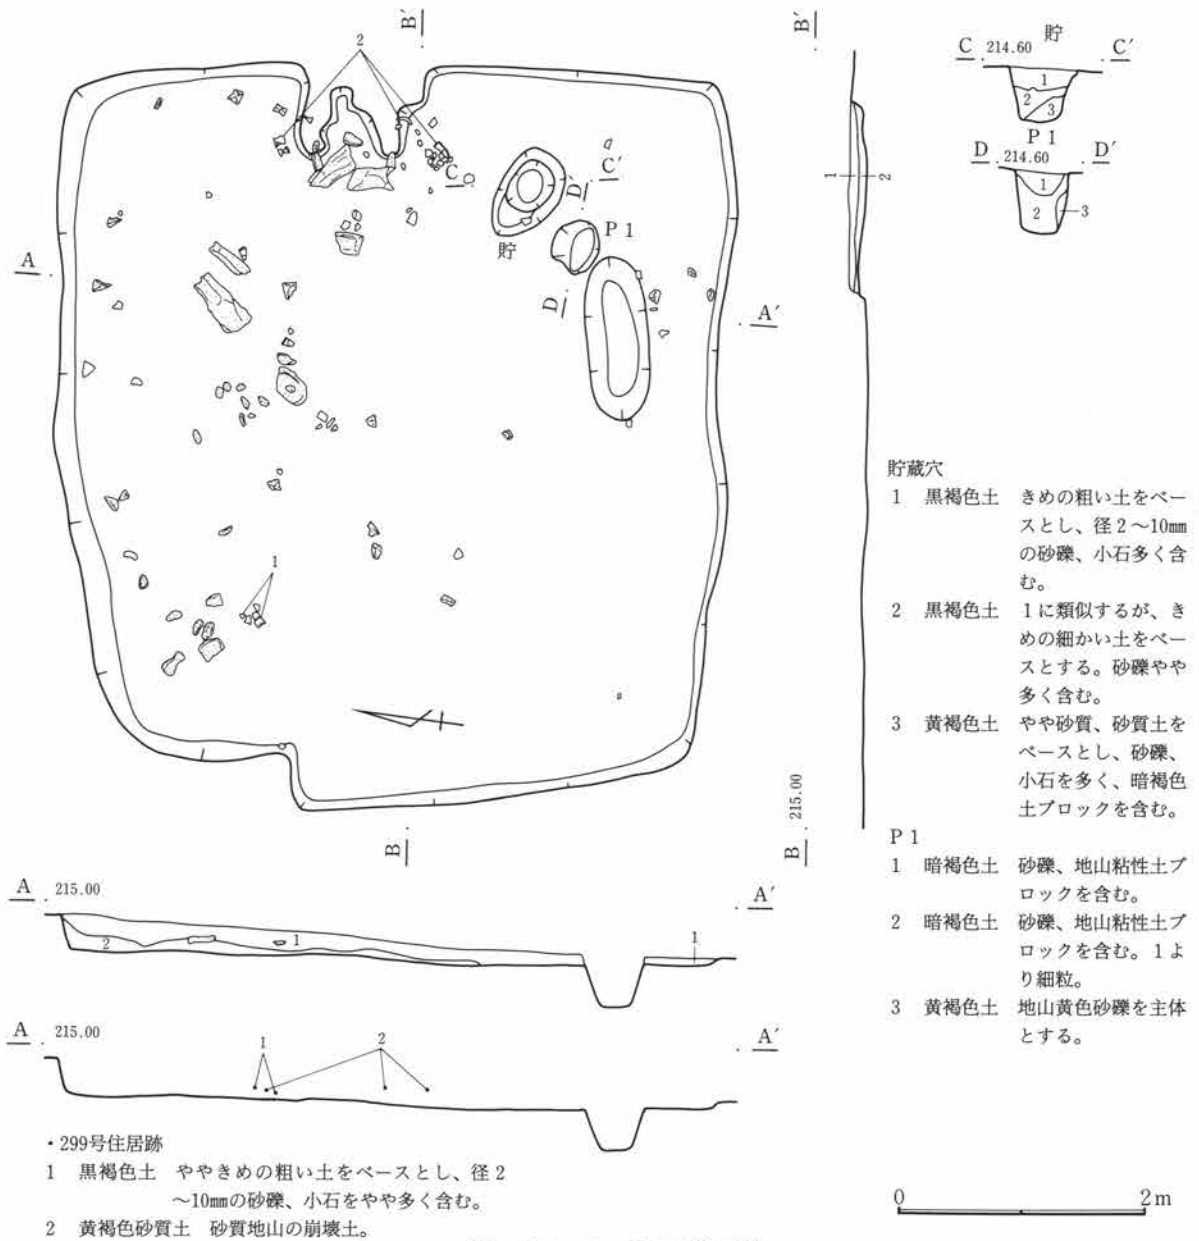 B′
2
C
C′
D′
D
貯
P 1
A
A′
1
B
B′
1
2
B 215.00
貯
C 214.60 C′
1
2
3
P 1
D 214.60 D′
1
2
3
貯蔵穴
1 黒褐色土 きめの粗い土をベー
スとし、径2〜10㎜
の砂礫、小石多く含
む。
2 黒褐色土 1に類似するが、き
めの細かい土をベー
スとする。砂礫やや
多く含む。
3 黄褐色土 やや砂質、砂質土を
ベースとし、砂礫、
小石を多く、暗褐色
土ブロックを含む。
P 1
1 暗褐色土 砂礫、地山粘性土ブ
ロックを含む。
2 暗褐色土 砂礫、地山粘性土ブ
ロックを含む。1よ
り細粒。
3 黄褐色土 地山黄色砂礫を主体
とする。
A 215.00 A′
2
1
1
A 215.00 A′
1
2
・299号住居跡
1 黒褐色土 ややきめの粗い土をベースとし、径2
〜10㎜の砂礫、小石をやや多く含む。
2 黄褐色砂質土 砂質地山の崩壊土。
0 2m